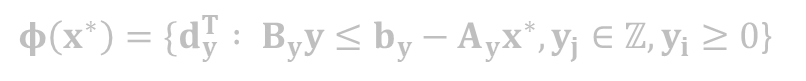 ϕ(x*) = {d_y^T : B_y y ≤ b_y − A_y x*, y_j ∈ ℤ, y_i ≥ 0}